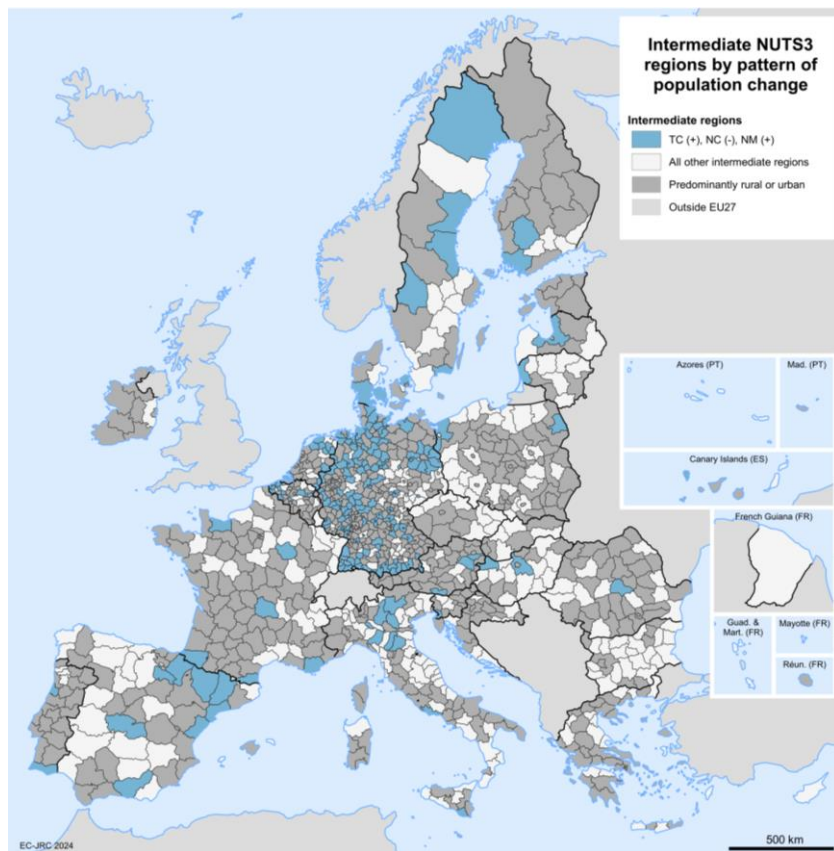 Intermediate NUTS3
regions by pattern of
population change
Intermediate regions
TC (+), NC (-), NM (+)
All other intermediate regions
Predominantly rural or urban
Outside EU27
Azores (PT)
Mad. (PT)
Canary Islands (ES)
French Guiana (FR)
Guad. &
Mart. (FR)
Mayotte (FR)
Réun. (FR)
EC-JRC 2024
500 km